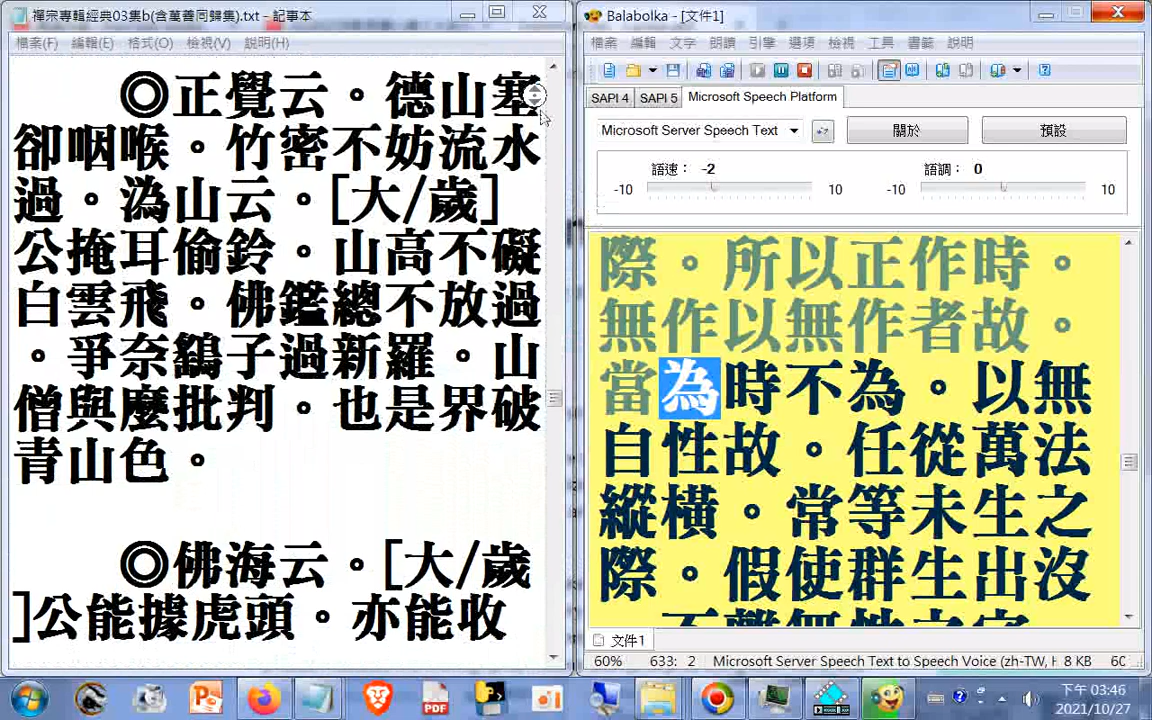 禪宗專輯經典03集b(含萬善同歸集).txt - 記事本
檔案(F) 編輯(E) 格式(O) 檢視(V) 說明(H)
◎正覺云。德山塞
卻咽喉。竹密不妨流水
過。溈山云。[大/歲]
公掩耳偷鈴。山高不礙
白雲飛。佛鑑總不放過
。爭奈鷂子過新羅。山
僧與麼批判。也是界破
青山色。
◎佛海云。[大/歲
]公能據虎頭。亦能收
Balabolka - [文件1]
檔案 編輯 文字 朗讀 引擎 選項 檢視 工具 書籤 說明
SAPI 4 SAPI 5 Microsoft Speech Platform
Microsoft Server Speech Text 關於 預設
語速： -2 語調： 0
-10 10 -10 10
際。所以正作時。
無作以無作者故。
當為時不為。以無
自性故。任從萬法
縱橫。常等未生之
際。假使群生出沒
文件1
60% 633: 2 Microsoft Server Speech Text to Speech Voice (zh-TW, H 8 KB 60
PDF
下午 03:46
2021/10/27